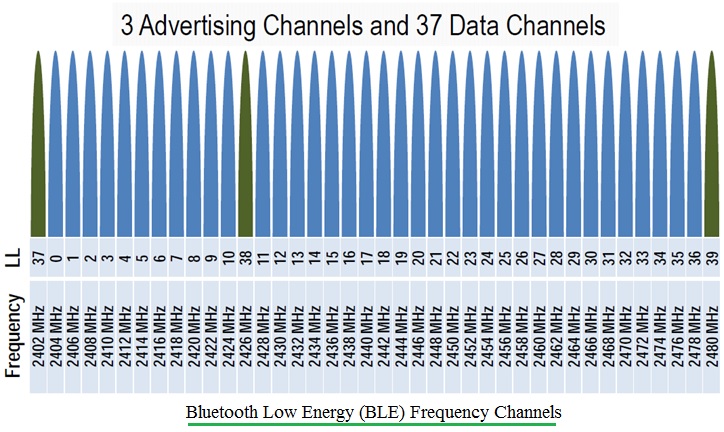 3 Advertising Channels and 37 Data Channels
LL 37 0 1 2 3 4 5 6 7 8 9 10 38 11 12 13 14 15 16 17 18 19 20 21 22 23 24 25 26 27 28 29 30 31 32 33 34 35 36 39
Frequency 2402 MHz 2404 MHz 2406 MHz 2408 MHz 2410 MHz 2412 MHz 2414 MHz 2416 MHz 2418 MHz 2420 MHz 2422 MHz 2424 MHz 2426 MHz 2428 MHz 2430 MHz 2432 MHz 2434 MHz 2436 MHz 2438 MHz 2440 MHz 2442 MHz 2444 MHz 2446 MHz 2448 MHz 2450 MHz 2452 MHz 2454 MHz 2456 MHz 2458 MHz 2460 MHz 2462 MHz 2464 MHz 2466 MHz 2468 MHz 2470 MHz 2472 MHz 2474 MHz 2476 MHz 2478 MHz 2480 MHz
Bluetooth Low Energy (BLE) Frequency Channels